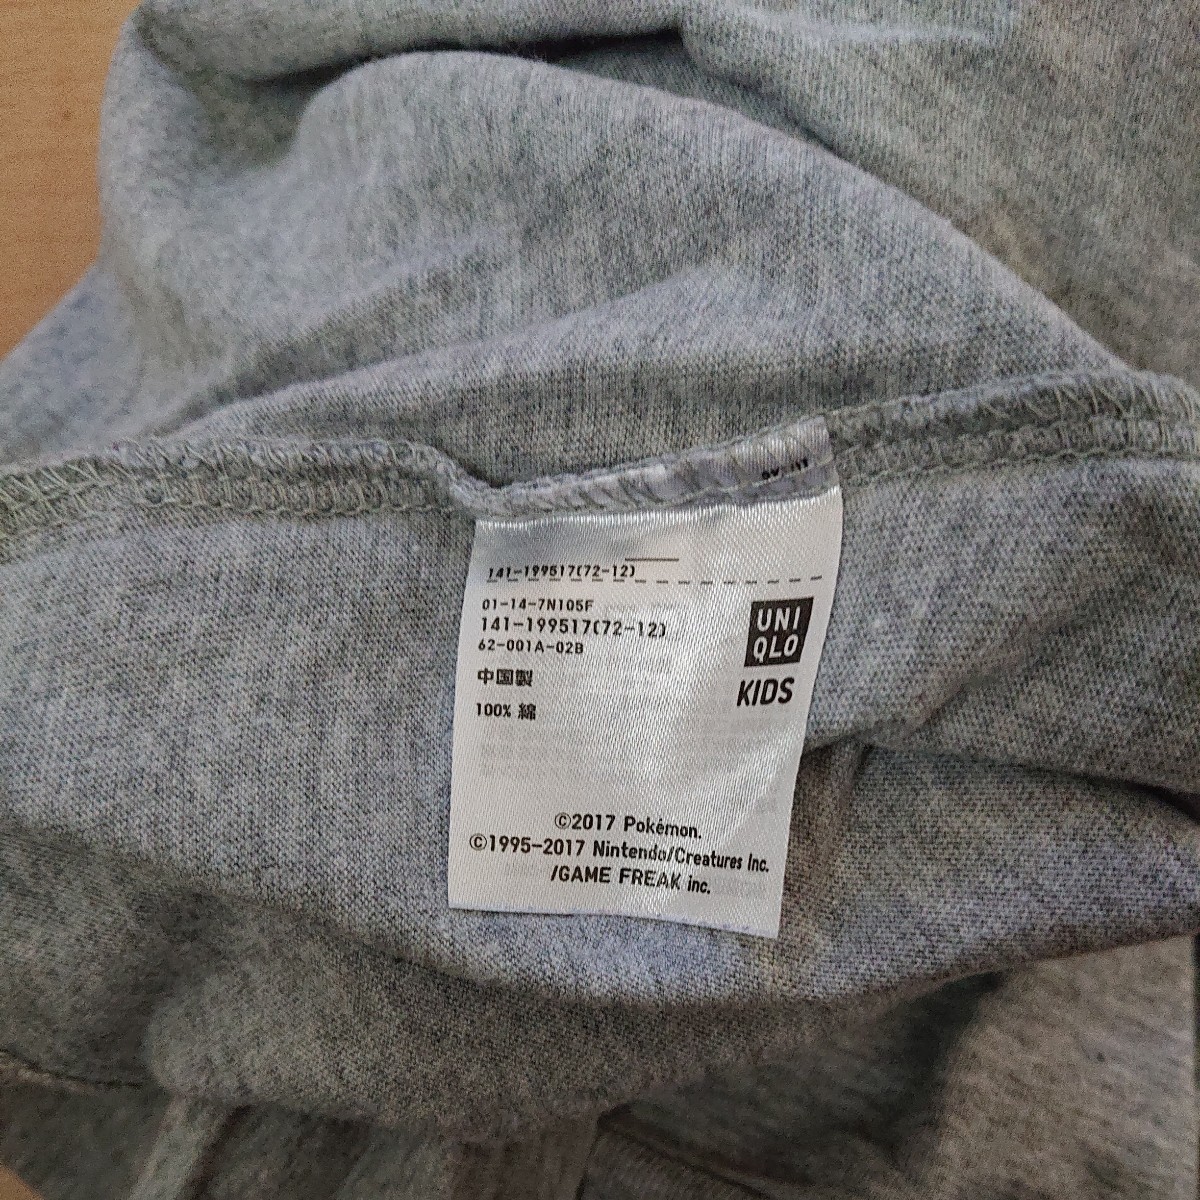 141-199517(72-12)
01-14-7N105F
141-199517(72-12)
62-001A-02B
中国製
100% 綿
UNI
QLO
KIDS
©2017 Pokémon.
©1995-2017 Nintendo/Creatures Inc.
/GAME FREAK inc.